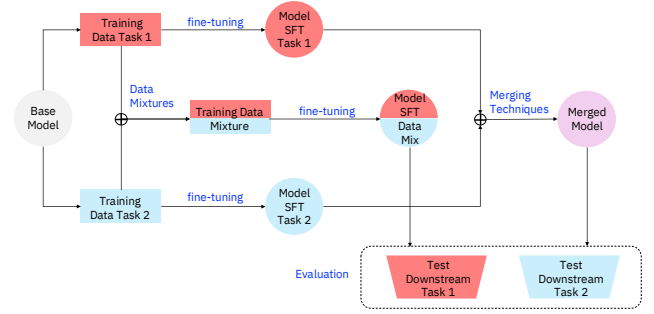 Training
Data Task 1
fine-tuning
Model
SFT
Task 1
Base
Model
Data
Mixtures
Training Data
Mixture
fine-tuning
Model
SFT
Data
Mix
Merging
Techniques
Merged
Model
Training
Data Task 2
fine-tuning
Model
SFT
Task 2
Evaluation
Test
Downstream
Task 1
Test
Downstream
Task 2